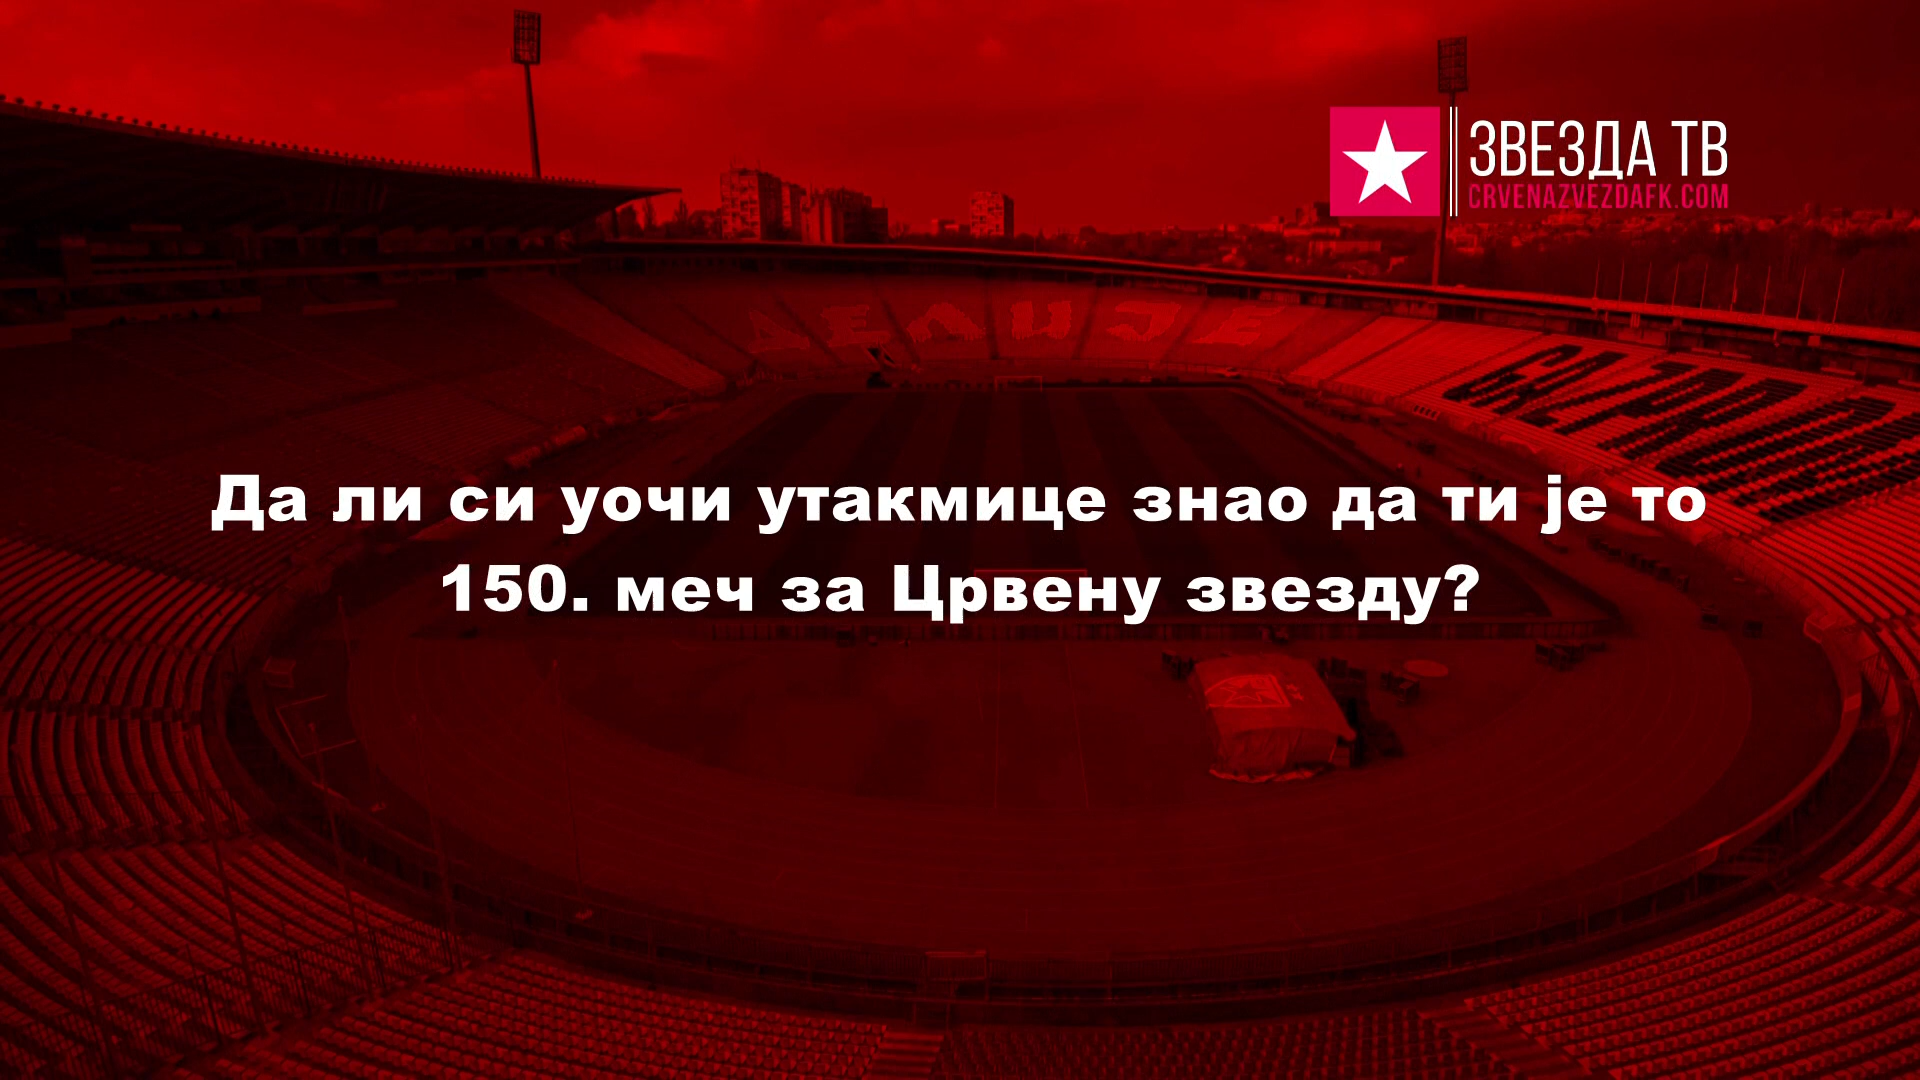 ЗВЕЗДА ТВ
CRVENAZVEZDAFK.COM
ДЕЛИЈЕ
Да ли си уочи утакмице знао да ти је то
150. меч за Црвену звезду?